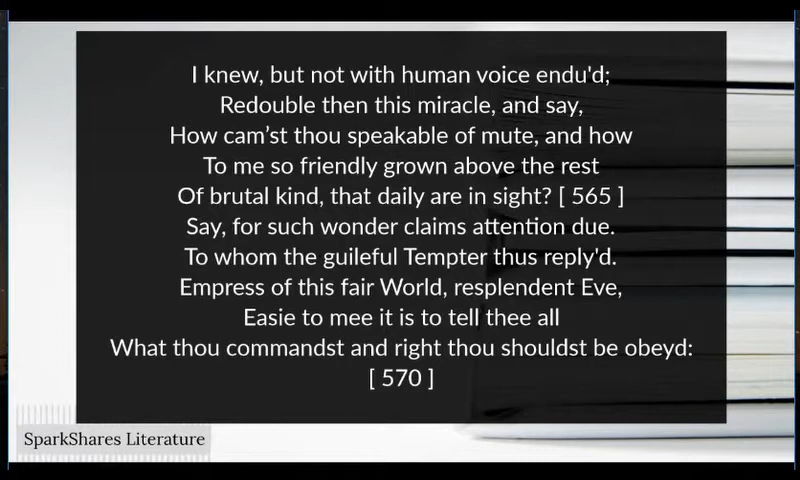 I knew, but not with human voice endu'd;
Redouble then this miracle, and say,
How cam’st thou speakable of mute, and how
To me so friendly grown above the rest
Of brutal kind, that daily are in sight? [ 565 ]
Say, for such wonder claims attention due.
To whom the guileful Tempter thus reply'd.
Empress of this fair World, resplendent Eve,
Easie to mee it is to tell thee all
What thou commandst and right thou shouldst be obeyd:
[ 570 ]
SparkShares Literature